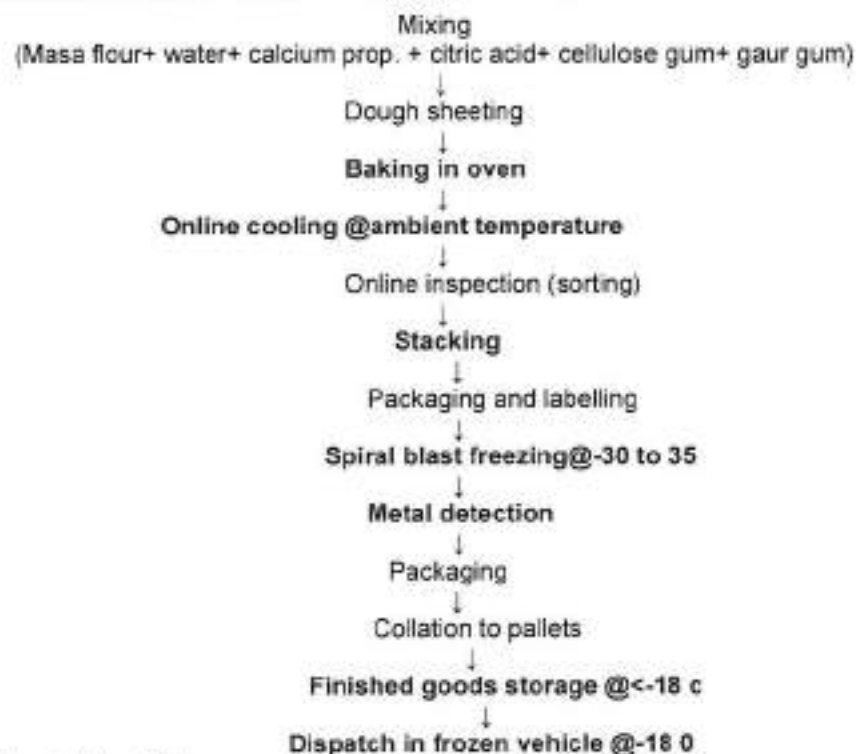 Mixing
(Masa flour+ water+ calcium prop. + citric acid+ cellulose gum+ gaur gum)
↓
Dough sheeting
↓
Baking in oven
↓
Online cooling @ambient temperature
↓
Online inspection (sorting)
↓
Stacking
↓
Packaging and labelling
↓
Spiral blast freezing@-30 to 35
↓
Metal detection
↓
Packaging
↓
Collation to pallets
↓
Finished goods storage @<-18 c
↓
Dispatch in frozen vehicle @-18 0